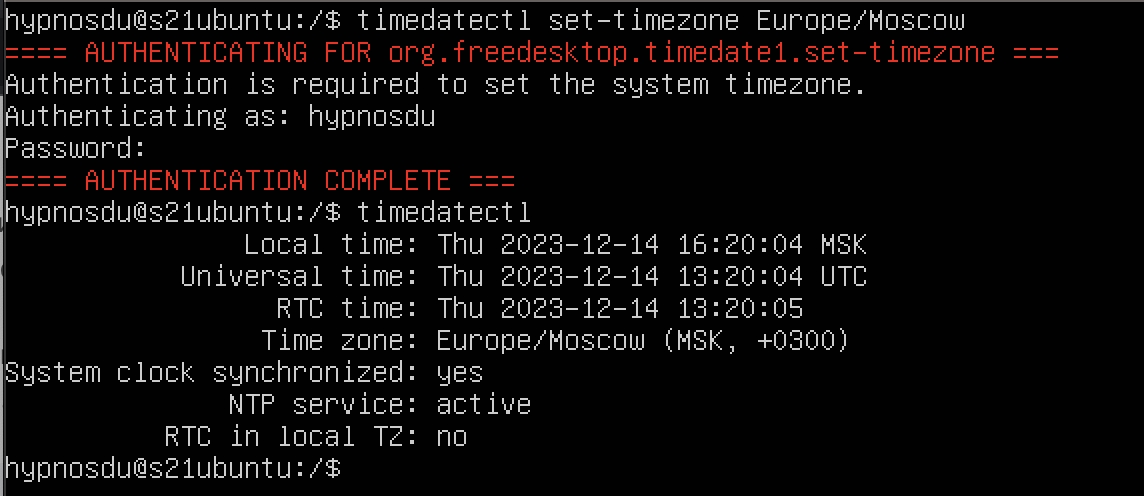 hypnosdu@s21ubuntu:/$ timedatectl set-timezone Europe/Moscow
==== AUTHENTICATING FOR org.freedesktop.timedate1.set-timezone ===
Authentication is required to set the system timezone.
Authenticating as: hypnosdu
Password:
==== AUTHENTICATION COMPLETE ===
hypnosdu@s21ubuntu:/$ timedatectl
Local time: Thu 2023-12-14 16:20:04 MSK
Universal time: Thu 2023-12-14 13:20:04 UTC
RTC time: Thu 2023-12-14 13:20:05
Time zone: Europe/Moscow (MSK, +0300)
System clock synchronized: yes
NTP service: active
RTC in local TZ: no
hypnosdu@s21ubuntu:/$